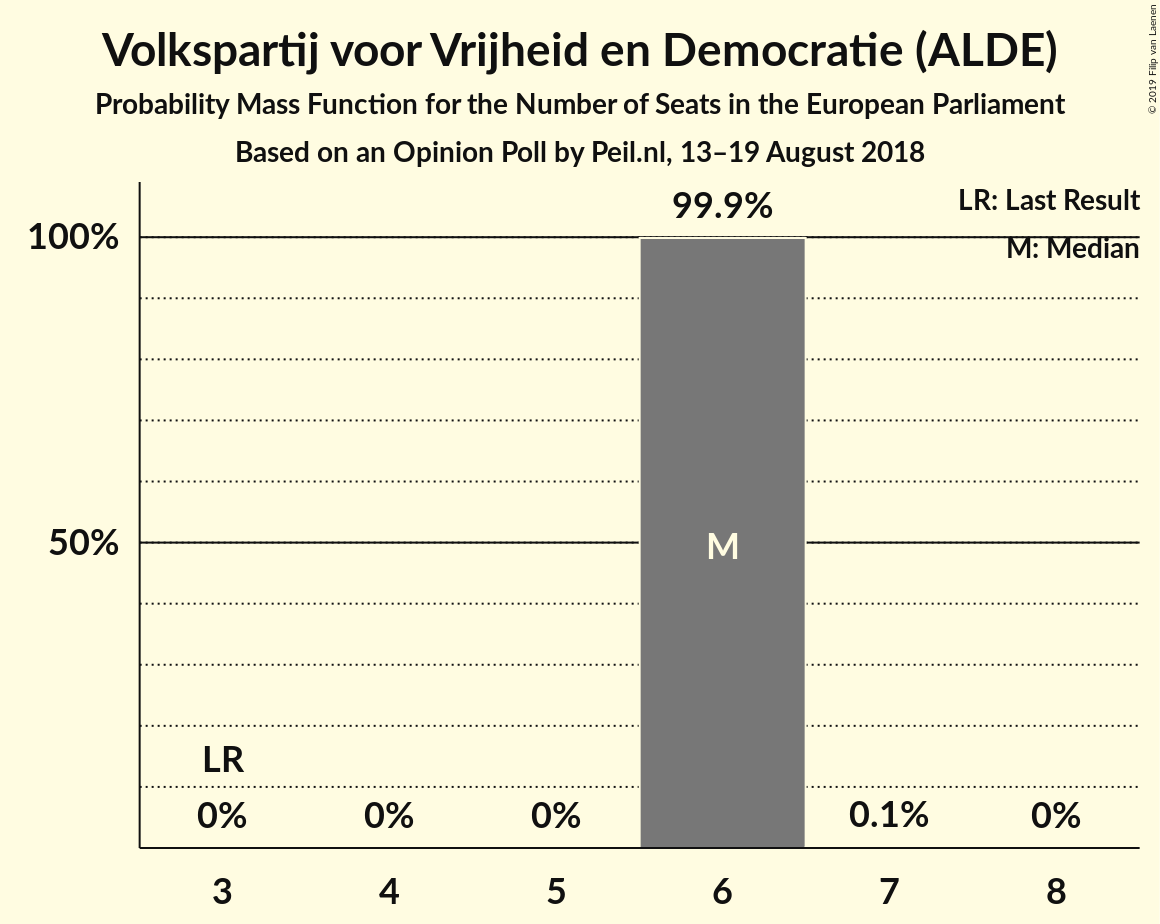 Volkspartij voor Vrijheid en Democratie (ALDE)
Probability Mass Function for the Number of Seats in the European Parliament
Based on an Opinion Poll by Peil.nl, 13–19 August 2018
© 2019 Filip van Laenen
LR: Last Result
M: Median
99.9%
100%
50%
M
LR
0%
0%
0%
0.1%
0%
3
4
5
6
7
8